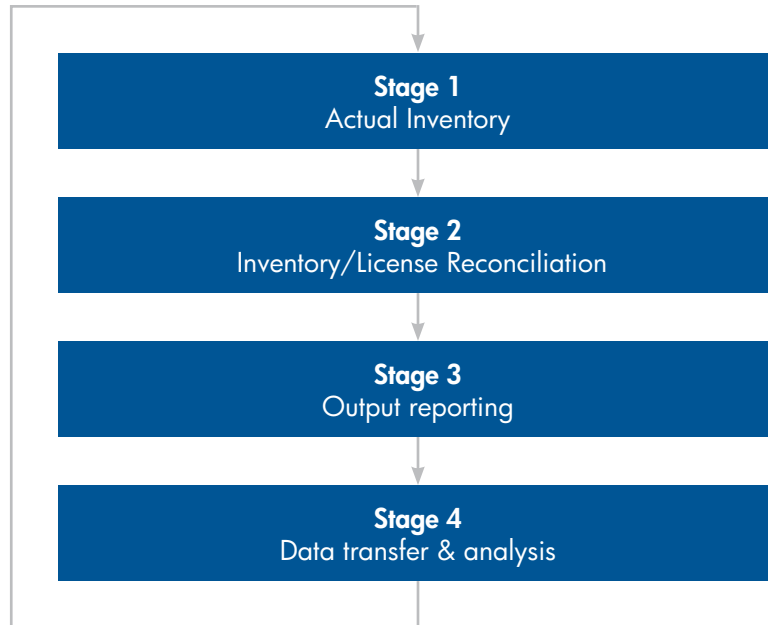 Stage 1
Actual Inventory
Stage 2
Inventory/License Reconciliation
Stage 3
Output reporting
Stage 4
Data transfer & analysis